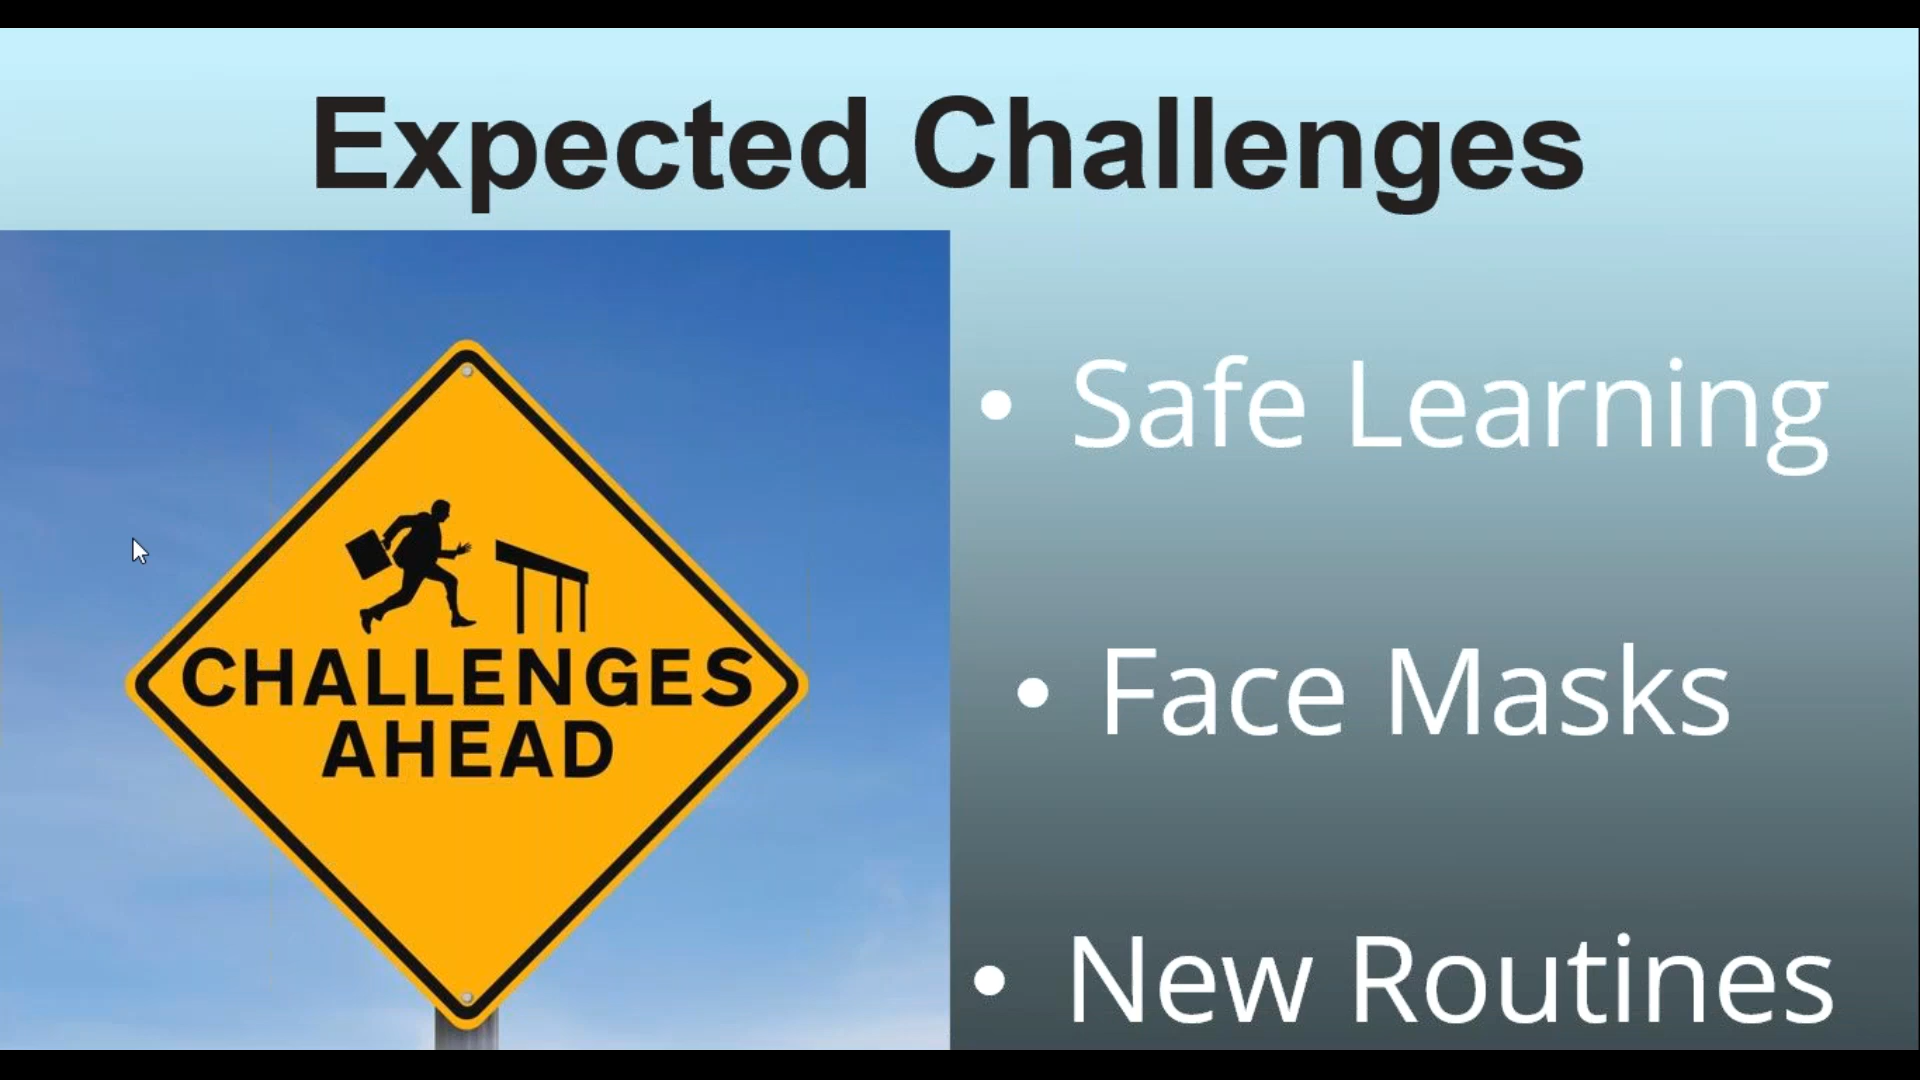 Expected Challenges
CHALLENGES
AHEAD
• Safe Learning
• Face Masks
• New Routines